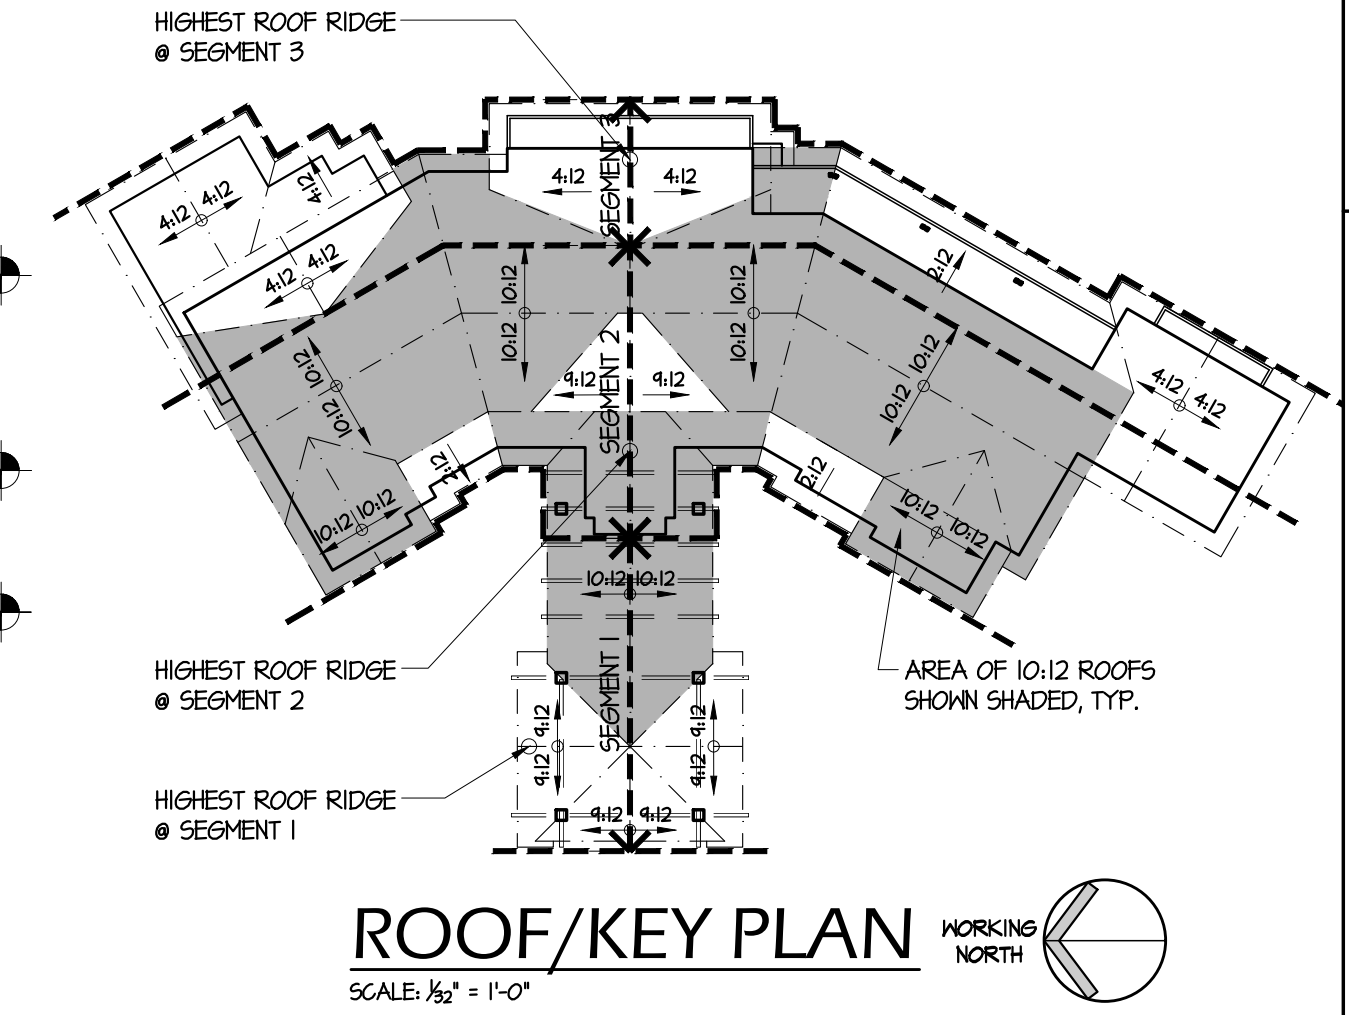 HIGHEST ROOF RIDGE
@ SEGMENT 3
SEGMENT 3
4:12
4:12
4:12
4:12
4:12
4:12
4:12
2:12
10:12
10:12
10:12
10:12
10:12
10:12
10:12
10:12
4:12
4:12
SEGMENT 2
9:12
9:12
2:12
2:12
10:12
10:12
10:12
10:12
10:12
10:12
HIGHEST ROOF RIDGE
@ SEGMENT 2
SEGMENT 1
AREA OF 10:12 ROOFS
SHOWN SHADED, TYP.
9:12
9:12
9:12
9:12
HIGHEST ROOF RIDGE
@ SEGMENT 1
9:12
9:12
ROOF/KEY PLAN
SCALE: 1/32" = 1'-0"
WORKING
NORTH